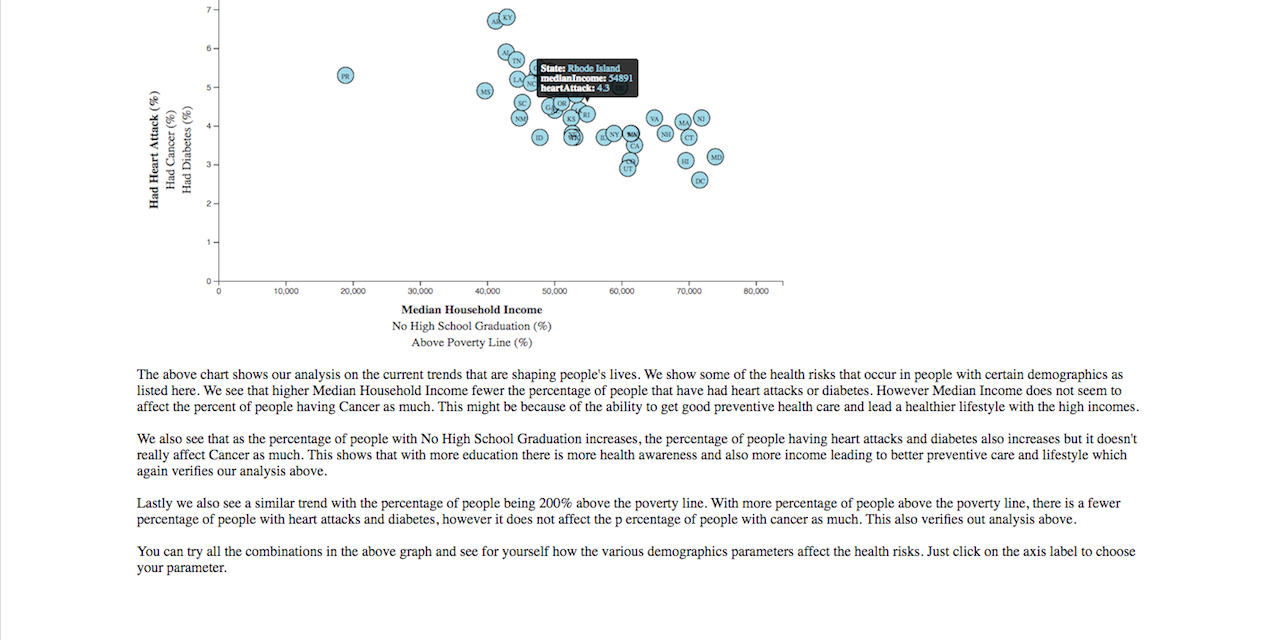 7
AR KY
6
AL
TN
State: Rhode Island
medianIncome: 54891
heartAttack: 4.3
PR
LA
5
MS
SC
OR
NM
KS
RI
VA
MA
NJ
4
ID
NY
NH
CT
CA
3
HI
MD
UT
DC
2
1
0
0 10,000 20,000 30,000 40,000 50,000 60,000 70,000 80,000
Had Heart Attack (%)
Had Cancer (%)
Had Diabetes (%)
Median Household Income
No High School Graduation (%)
Above Poverty Line (%)
The above chart shows our analysis on the current trends that are shaping people's lives. We show some of the health risks that occur in people with certain demographics as
listed here. We see that higher Median Household Income fewer the percentage of people that have had heart attacks or diabetes. However Median Income does not seem to
affect the percent of people having Cancer as much. This might be because of the ability to get good preventive health care and lead a healthier lifestyle with the high incomes.
We also see that as the percentage of people with No High School Graduation increases, the percentage of people having heart attacks and diabetes also increases but it doesn't
really affect Cancer as much. This shows that with more education there is more health awareness and also more income leading to better preventive care and lifestyle which
again verifies our analysis above.
Lastly we also see a similar trend with the percentage of people being 200% above the poverty line. With more percentage of people above the poverty line, there is a fewer
percentage of people with heart attacks and diabetes, however it does not affect the p ercentage of people with cancer as much. This also verifies out analysis above.
You can try all the combinations in the above graph and see for yourself how the various demographics parameters affect the health risks. Just click on the axis label to choose
your parameter.